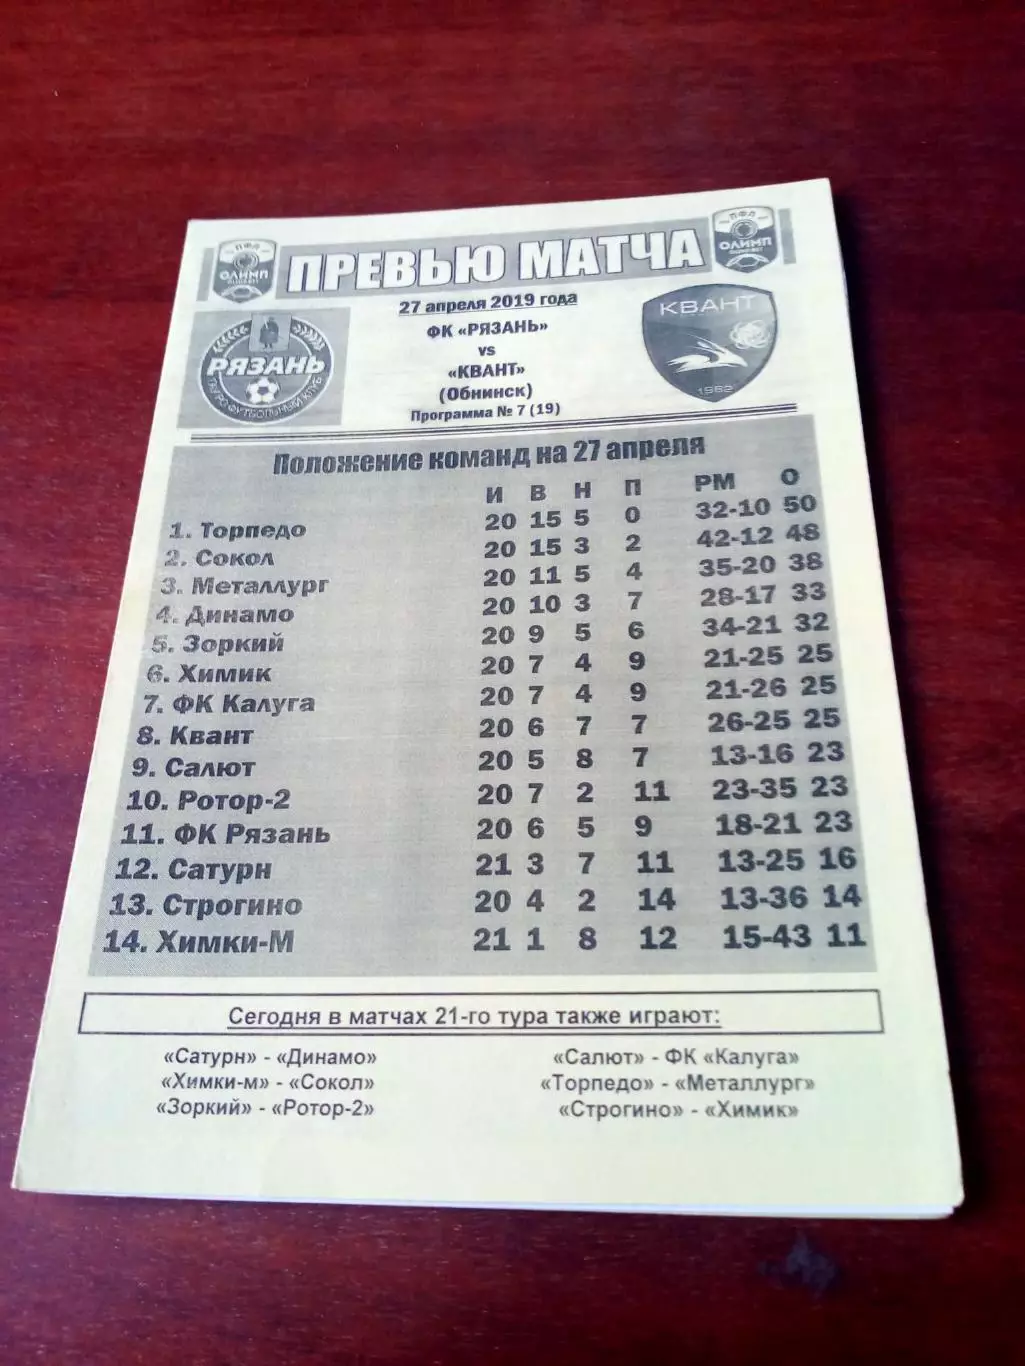 ПФЛ
ОЛИМП
ПРЕВЬЮ МАТЧА
ПФЛ
ОЛИМП
27 апреля 2019 года
ФК «РЯЗАНЬ»
vs
«КВАНТ»
(Обнинск)
Программа № 7 (19)
РЯЗАНЬ
КВАНТ
1962
Положение команд на 27 апреля
И В Н П РМ О
1. Торпедо 20 15 5 0 32-10 50
2. Сокол 20 15 3 2 42-12 48
3. Металлург 20 11 5 4 35-20 38
4. Динамо 20 10 3 7 28-17 33
5. Зоркий 20 9 5 6 34-21 32
6. Химик 20 7 4 9 21-25 25
7. ФК Калуга 20 7 4 9 21-26 25
8. Квант 20 6 7 7 26-25 25
9. Салют 20 5 8 7 13-16 23
10. Ротор-2 20 7 2 11 23-35 23
11. ФК Рязань 20 6 5 9 18-21 23
12. Сатурн 21 3 7 11 13-25 16
13. Строгино 20 4 2 14 13-36 14
14. Химки-М 21 1 8 12 15-43 11
Сегодня в матчах 21-го тура также играют:
«Сатурн» - «Динамо»
«Химки-м» - «Сокол»
«Зоркий» - «Ротор-2»
«Салют» - ФК «Калуга»
«Торпедо» - «Металлург»
«Строгино» - «Химик»